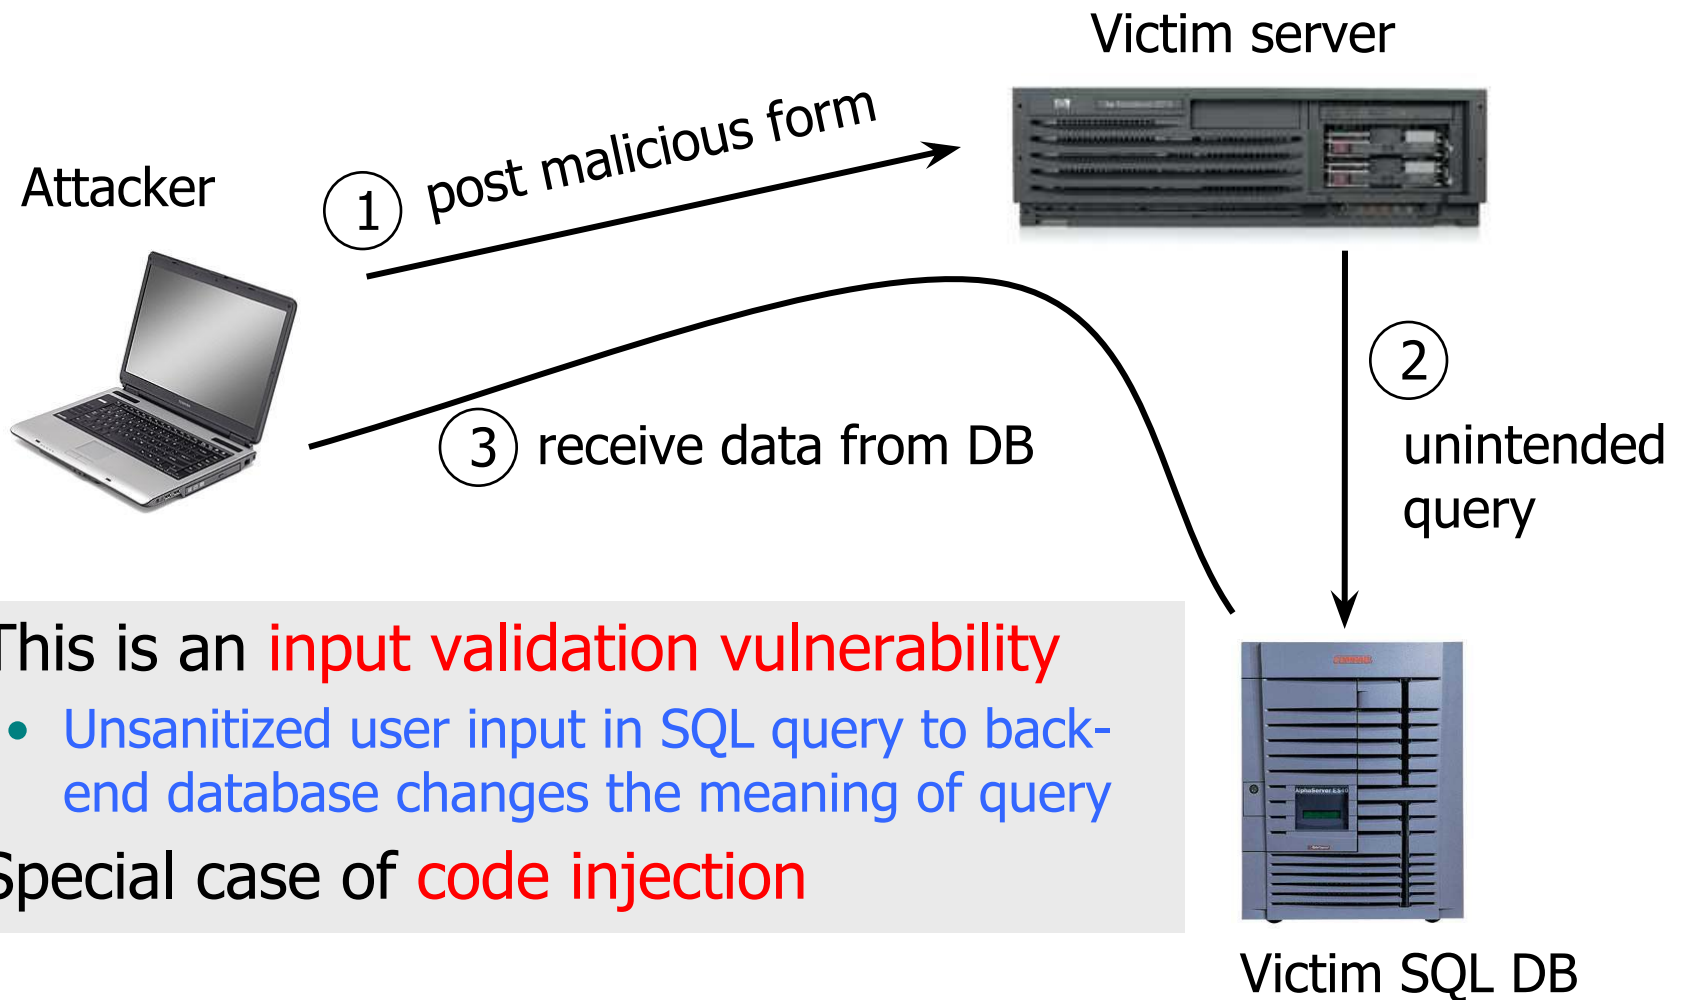 Victim server
Attacker
1 post malicious form
2
unintended
query
3 receive data from DB
This is an input validation vulnerability
• Unsanitized user input in SQL query to back-
end database changes the meaning of query
Special case of code injection
AlphaServer ES40
Victim SQL DB